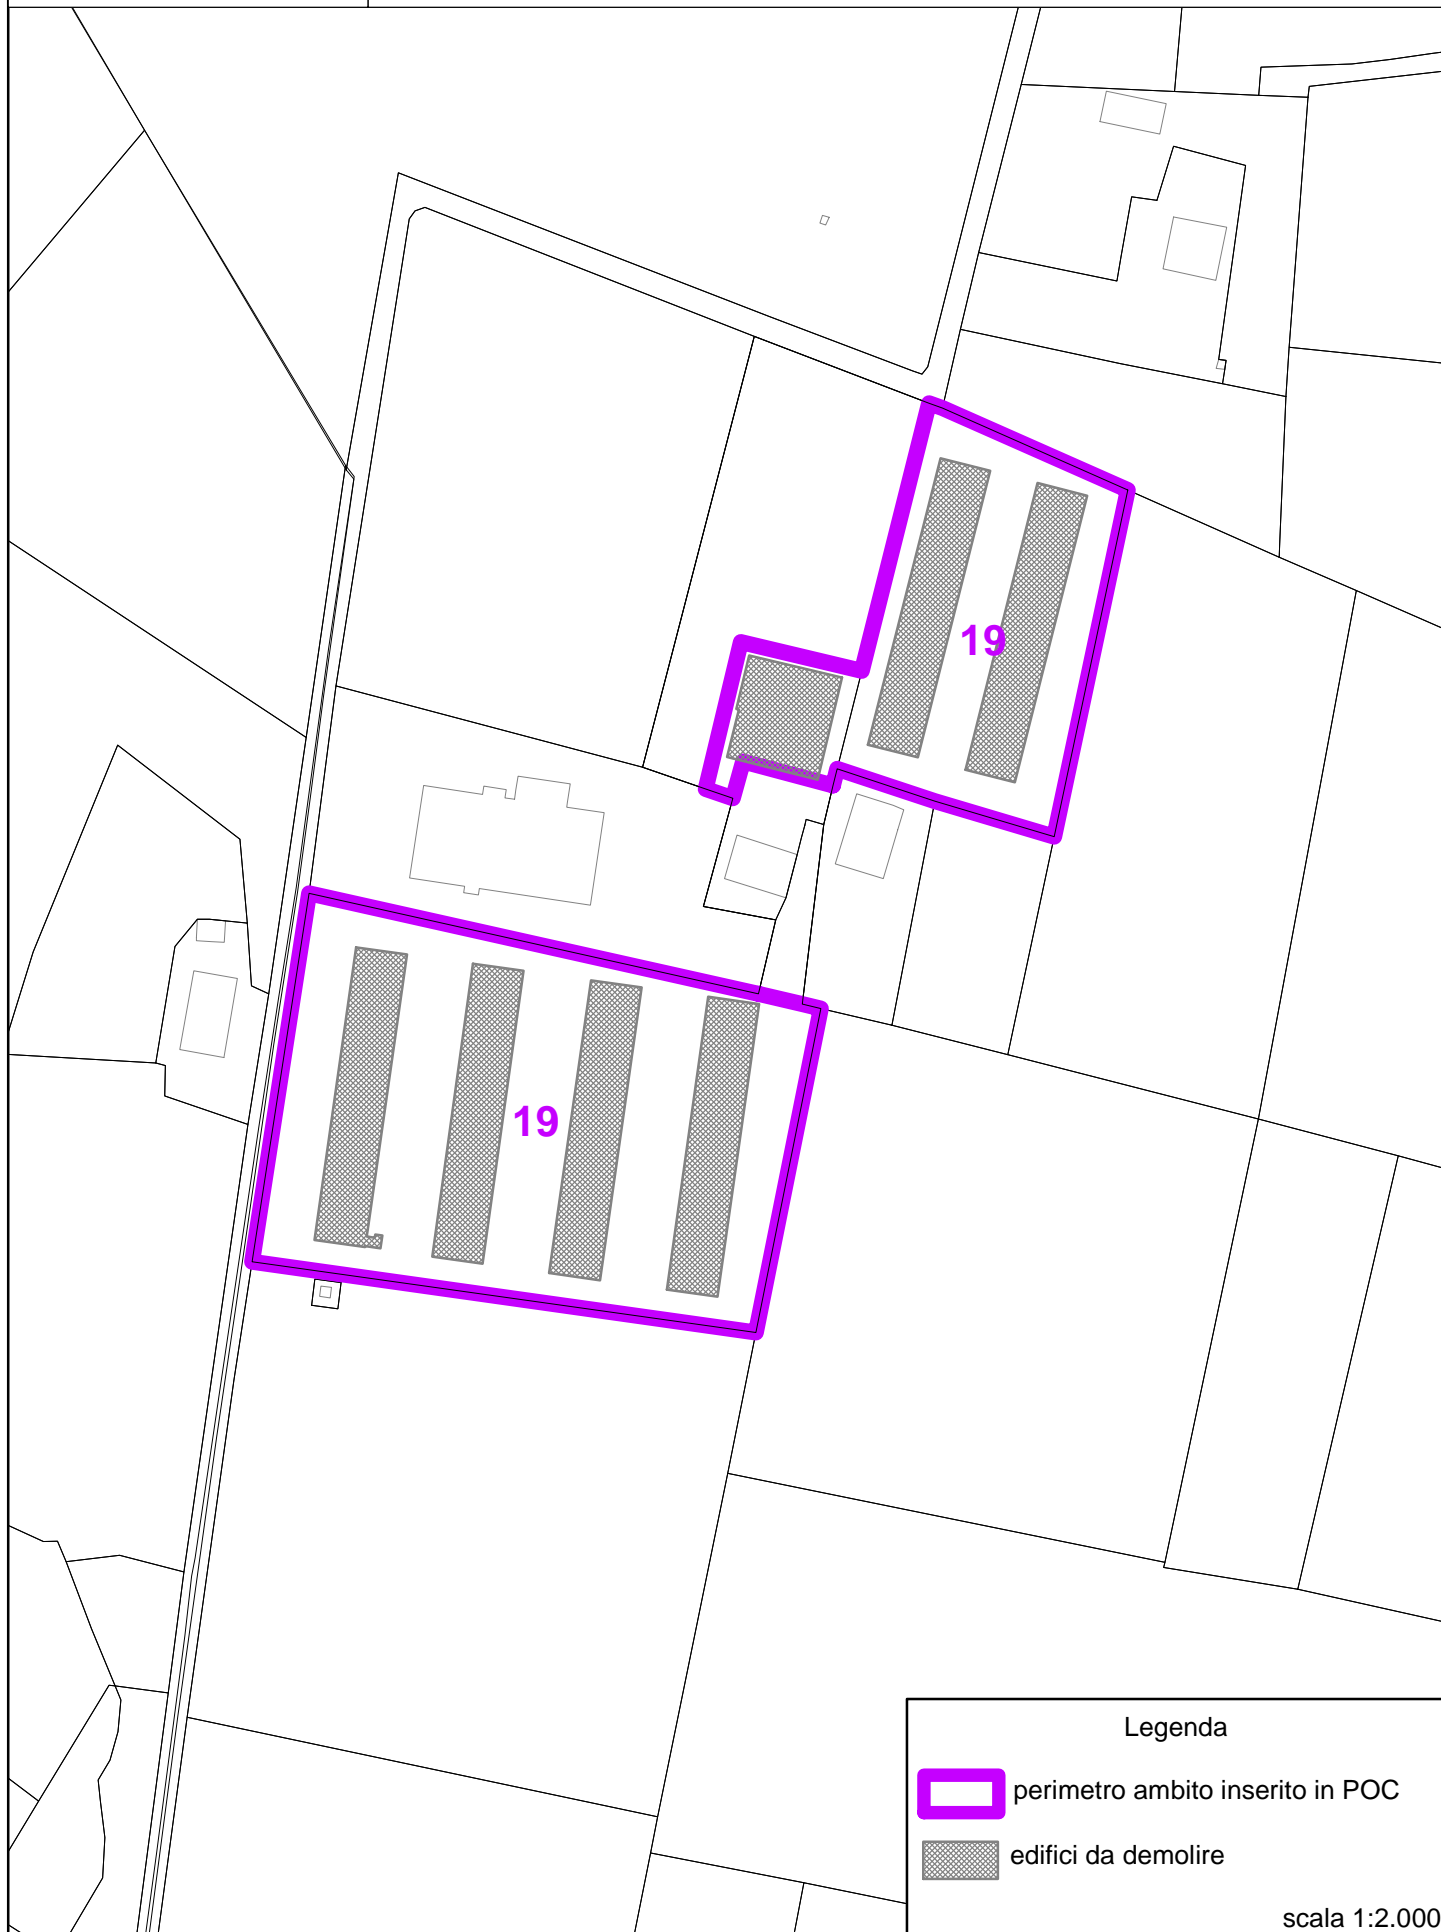 19
19
Legenda
perimetro ambito inserito in POC
edifici da demolire
scala 1:2.000